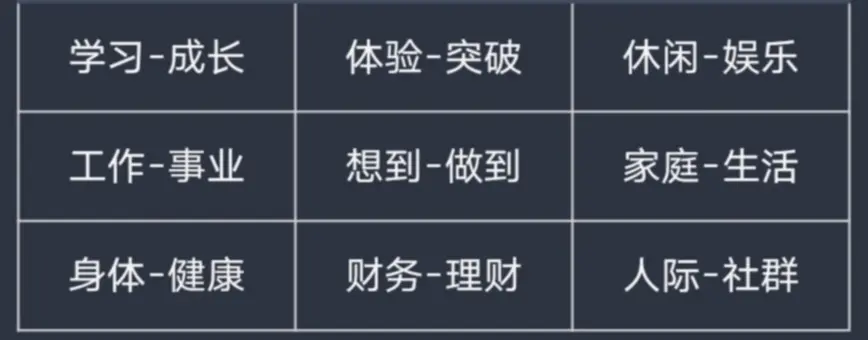 学习-成长 体验-突破 休闲-娱乐
工作-事业 想到-做到 家庭-生活
身体-健康 财务-理财 人际-社群